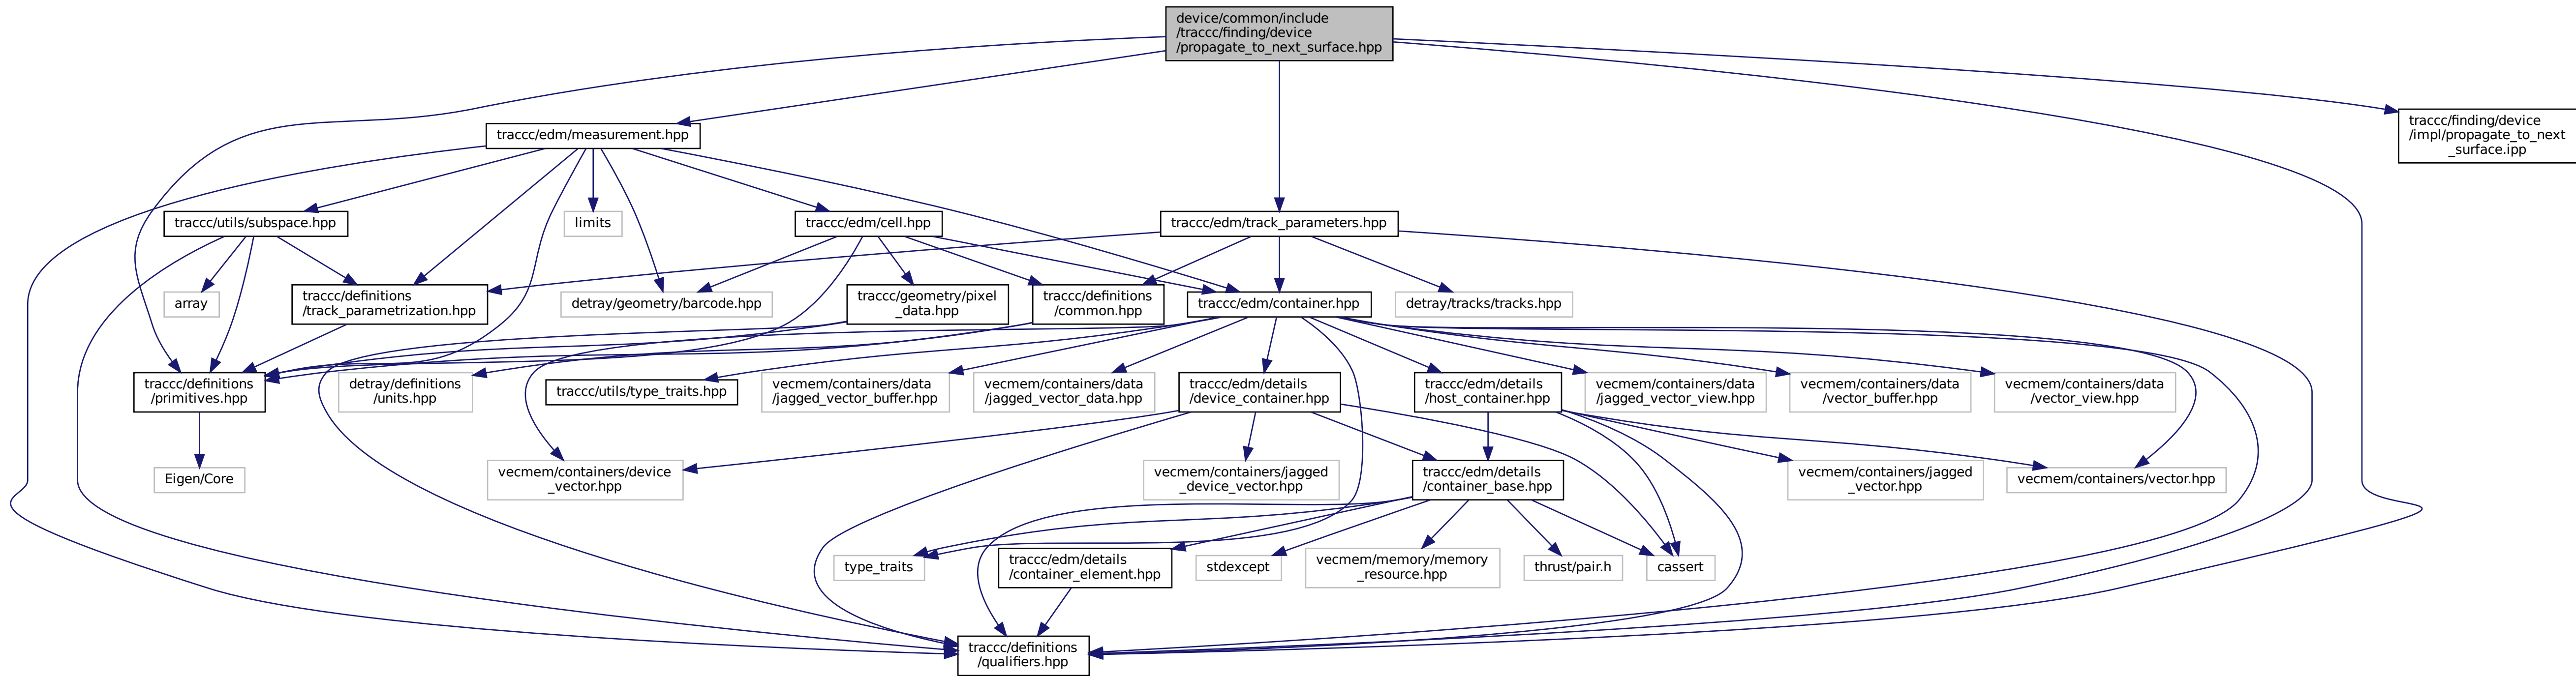 device/common/include
/traccc/finding/device
/propagate_to_next_surface.hpp
traccc/finding/device
/impl/propagate_to_next
_surface.ipp
traccc/edm/measurement.hpp
traccc/utils/subspace.hpp
limits
traccc/edm/cell.hpp
traccc/edm/track_parameters.hpp
array
traccc/definitions
/track_parametrization.hpp
detray/geometry/barcode.hpp
traccc/geometry/pixel
_data.hpp
traccc/definitions
/common.hpp
traccc/edm/container.hpp
detray/tracks/tracks.hpp
traccc/definitions
/primitives.hpp
detray/definitions
/units.hpp
traccc/utils/type_traits.hpp
vecmem/containers/data
/jagged_vector_buffer.hpp
vecmem/containers/data
/jagged_vector_data.hpp
traccc/edm/details
/device_container.hpp
traccc/edm/details
/host_container.hpp
vecmem/containers/data
/jagged_vector_view.hpp
vecmem/containers/data
/vector_buffer.hpp
vecmem/containers/data
/vector_view.hpp
Eigen/Core
vecmem/containers/device
_vector.hpp
vecmem/containers/jagged
_device_vector.hpp
traccc/edm/details
/container_base.hpp
vecmem/containers/jagged
_vector.hpp
vecmem/containers/vector.hpp
type_traits
traccc/edm/details
/container_element.hpp
stdexcept
vecmem/memory/memory
_resource.hpp
thrust/pair.h
cassert
traccc/definitions
/qualifiers.hpp